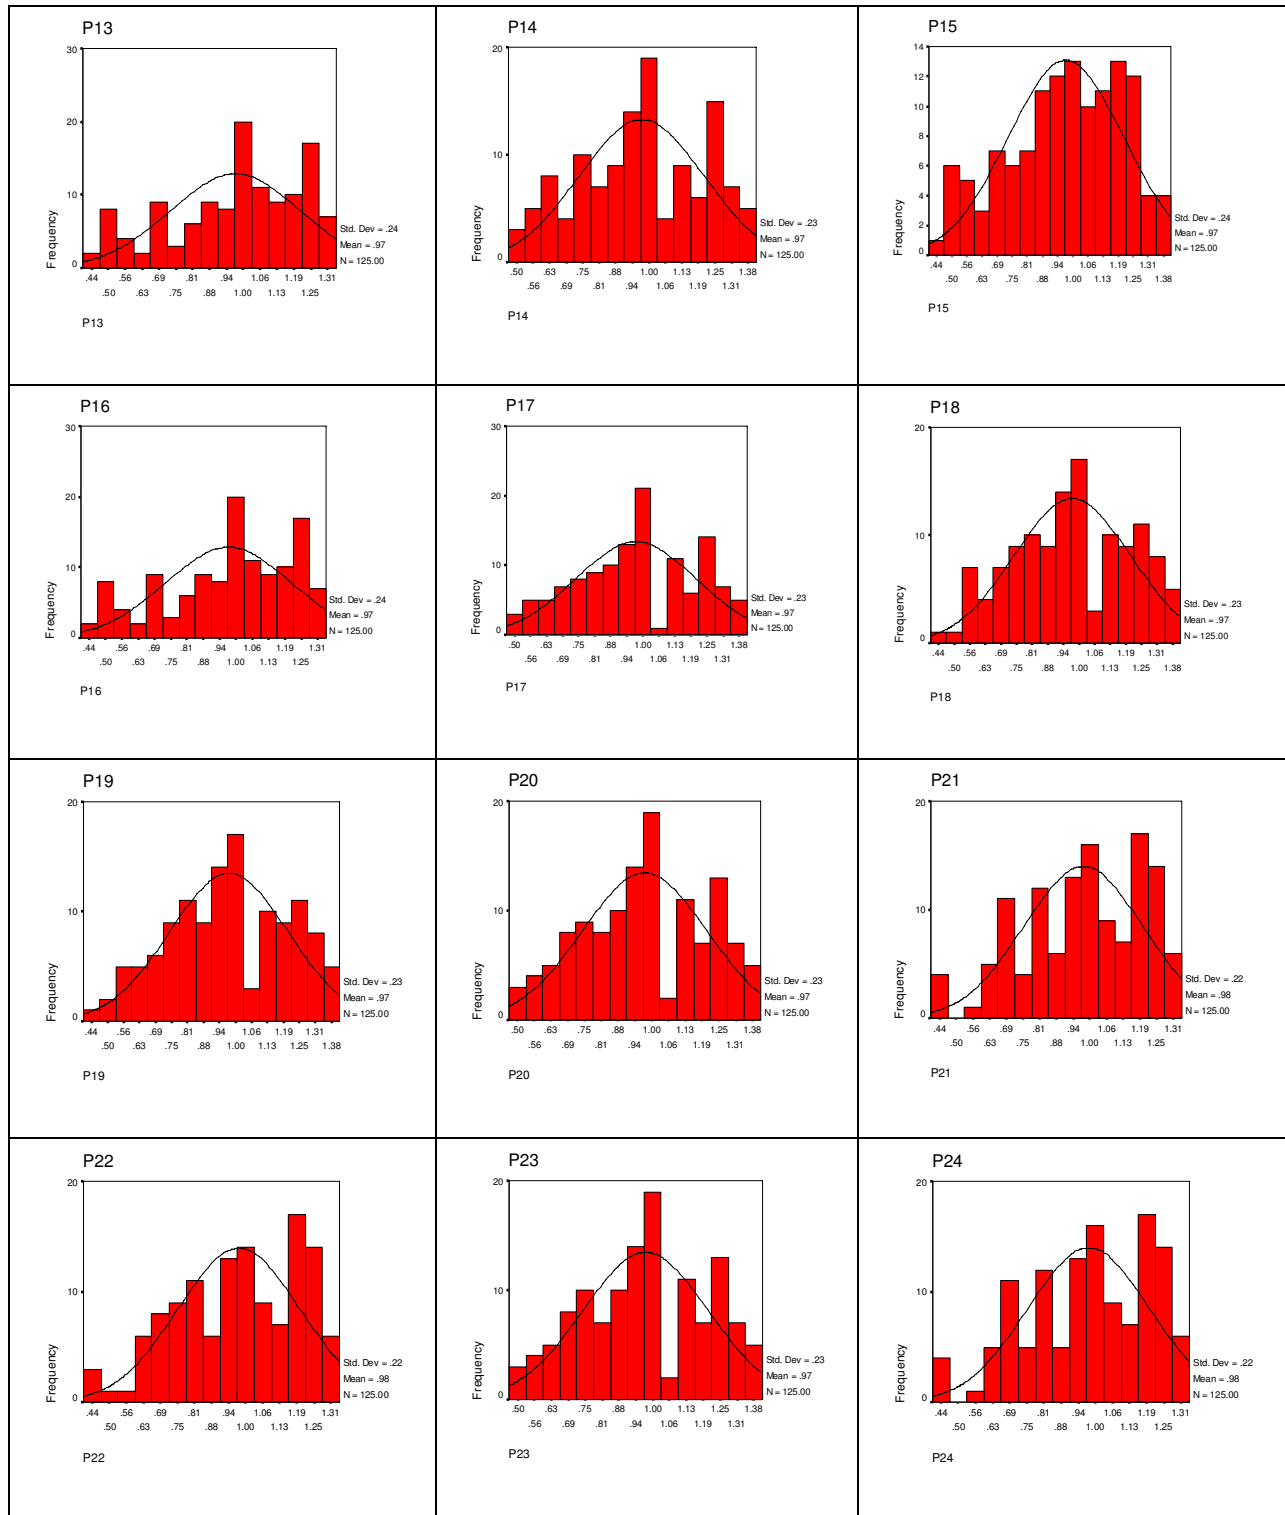 P13
30
20
10
0
Frequency
Std. Dev = .24
Mean = .97
N = 125.00
.44 .56 .69 .81 .94 1.06 1.19 1.31
.50 .63 .75 .88 1.00 1.13 1.25
P13
P14
20
10
0
Frequency
Std. Dev = .23
Mean = .97
N = 125.00
.50 .63 .75 .88 1.00 1.13 1.25 1.38
.56 .69 .81 .94 1.06 1.19 1.31
P14
P15
14
12
10
8
6
4
2
0
Frequency
Std. Dev = .24
Mean = .97
N = 125.00
.44 .56 .69 .81 .94 1.06 1.19 1.31
.50 .63 .75 .88 1.00 1.13 1.25 1.38
P15
P16
30
20
10
0
Frequency
Std. Dev = .24
Mean = .97
N = 125.00
.44 .56 .69 .81 .94 1.06 1.19 1.31
.50 .63 .75 .88 1.00 1.13 1.25
P16
P17
30
20
10
0
Frequency
Std. Dev = .23
Mean = .97
N = 125.00
.50 .63 .75 .88 1.00 1.13 1.25 1.38
.56 .69 .81 .94 1.06 1.19 1.31
P17
P18
20
10
0
Frequency
Std. Dev = .23
Mean = .97
N = 125.00
.44 .56 .69 .81 .94 1.06 1.19 1.31
.50 .63 .75 .88 1.00 1.13 1.25 1.38
P18
P19
20
10
0
Frequency
Std. Dev = .23
Mean = .97
N = 125.00
.44 .56 .69 .81 .94 1.06 1.19 1.31
.50 .63 .75 .88 1.00 1.13 1.25 1.38
P19
P20
20
10
0
Frequency
Std. Dev = .23
Mean = .97
N = 125.00
.50 .63 .75 .88 1.00 1.13 1.25 1.38
.56 .69 .81 .94 1.06 1.19 1.31
P20
P21
20
10
0
Frequency
Std. Dev = .22
Mean = .98
N = 125.00
.44 .56 .69 .81 .94 1.06 1.19 1.31
.50 .63 .75 .88 1.00 1.13 1.25
P21
P22
20
10
0
Frequency
Std. Dev = .22
Mean = .98
N = 125.00
.44 .56 .69 .81 .94 1.06 1.19 1.31
.50 .63 .75 .88 1.00 1.13 1.25
P22
P23
20
10
0
Frequency
Std. Dev = .23
Mean = .97
N = 125.00
.50 .63 .75 .88 1.00 1.13 1.25 1.38
.56 .69 .81 .94 1.06 1.19 1.31
P23
P24
20
10
0
Frequency
Std. Dev = .22
Mean = .98
N = 125.00
.44 .56 .69 .81 .94 1.06 1.19 1.31
.50 .63 .75 .88 1.00 1.13 1.25
P24